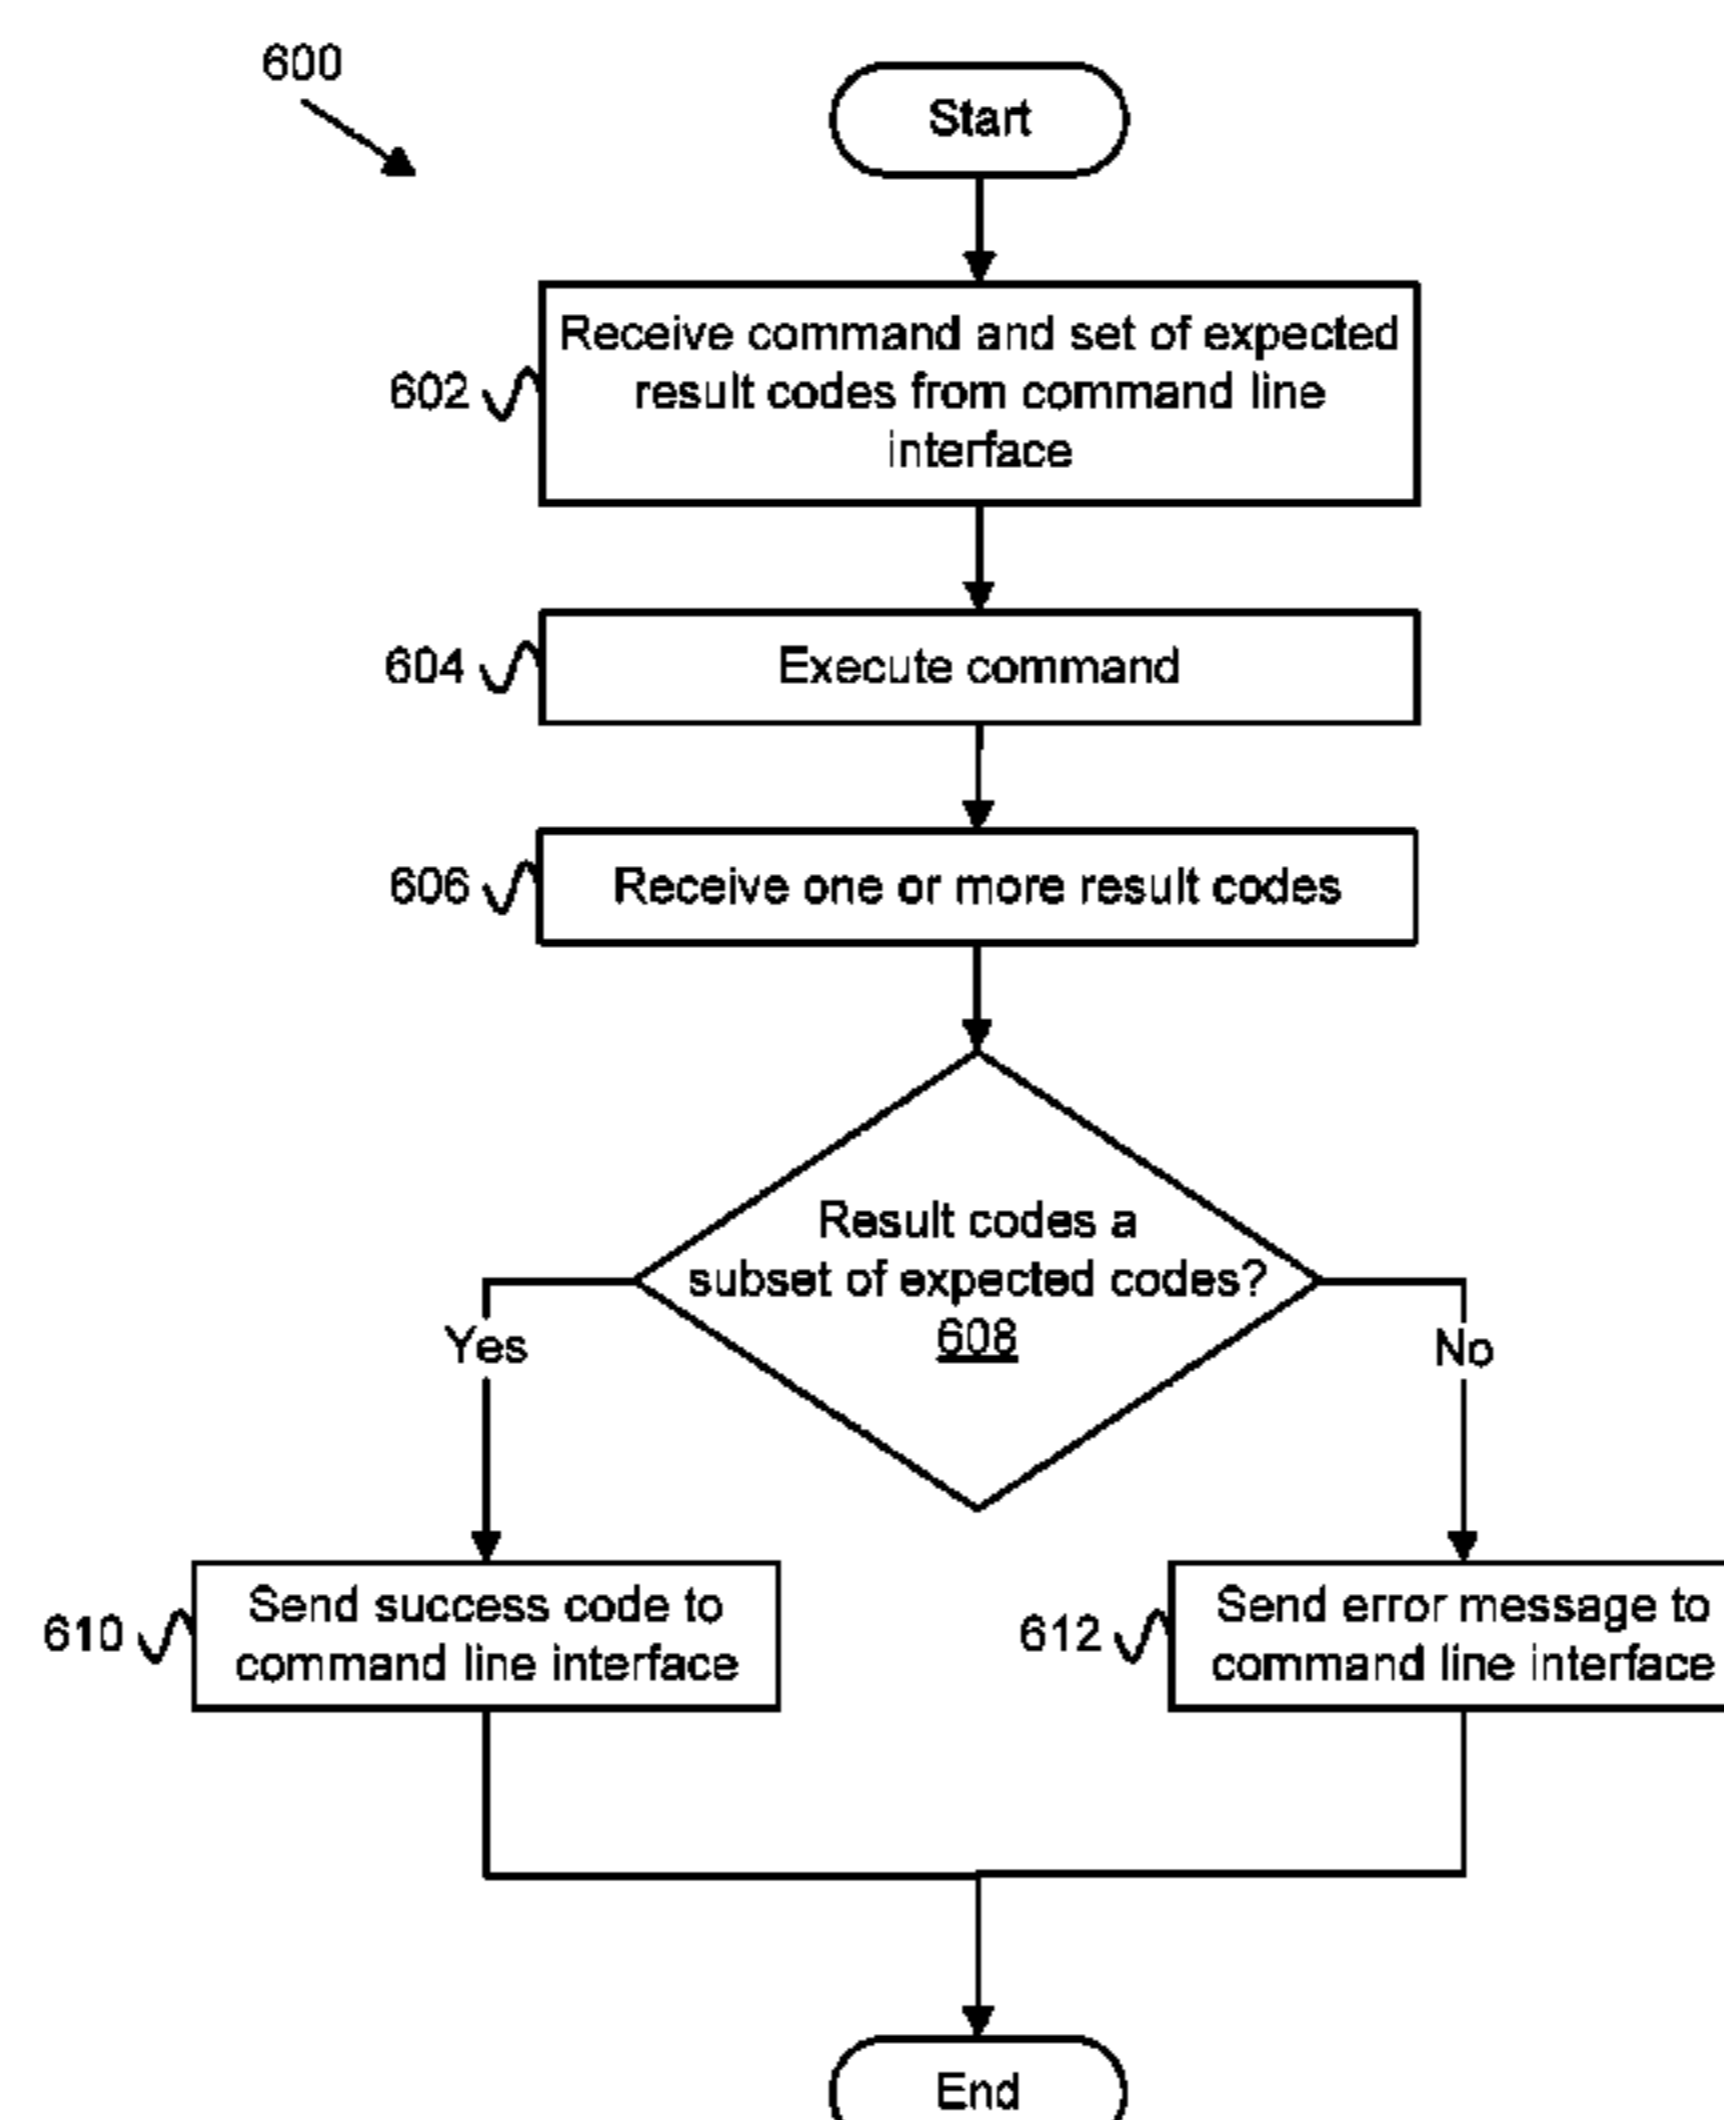 600
Start
602
Receive command and set of expected
result codes from command line
interface
604
Execute command
606
Receive one or more result codes
Result codes a
subset of expected codes?
608
Yes
No
610
Send success code to
command line interface
612
Send error message to
command line interface
End